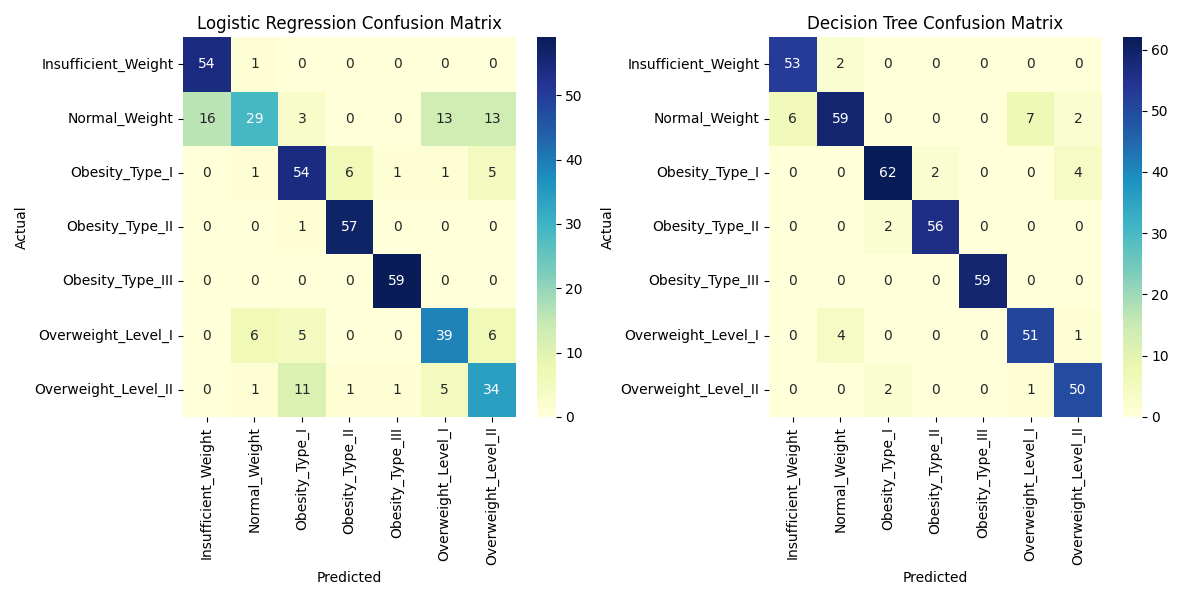 Logistic Regression Confusion Matrix
Actual
Insufficient_Weight 54 1 0 0 0 0 0
Normal_Weight 16 29 3 0 0 13 13
Obesity_Type_I 0 1 54 6 1 1 5
Obesity_Type_II 0 0 1 57 0 0 0
Obesity_Type_III 0 0 0 0 59 0 0
Overweight_Level_I 0 6 5 0 0 39 6
Overweight_Level_II 0 1 11 1 1 5 34
Insufficient_Weight
Normal_Weight
Obesity_Type_I
Obesity_Type_II
Obesity_Type_III
Overweight_Level_I
Overweight_Level_II
Predicted
50
40
30
20
10
0
Decision Tree Confusion Matrix
Actual
Insufficient_Weight 53 2 0 0 0 0 0
Normal_Weight 6 59 0 0 0 7 2
Obesity_Type_I 0 0 62 2 0 0 4
Obesity_Type_II 0 0 2 56 0 0 0
Obesity_Type_III 0 0 0 0 59 0 0
Overweight_Level_I 0 4 0 0 0 51 1
Overweight_Level_II 0 0 2 0 0 1 50
Insufficient_Weight
Normal_Weight
Obesity_Type_I
Obesity_Type_II
Obesity_Type_III
Overweight_Level_I
Overweight_Level_II
Predicted
60
50
40
30
20
10
0